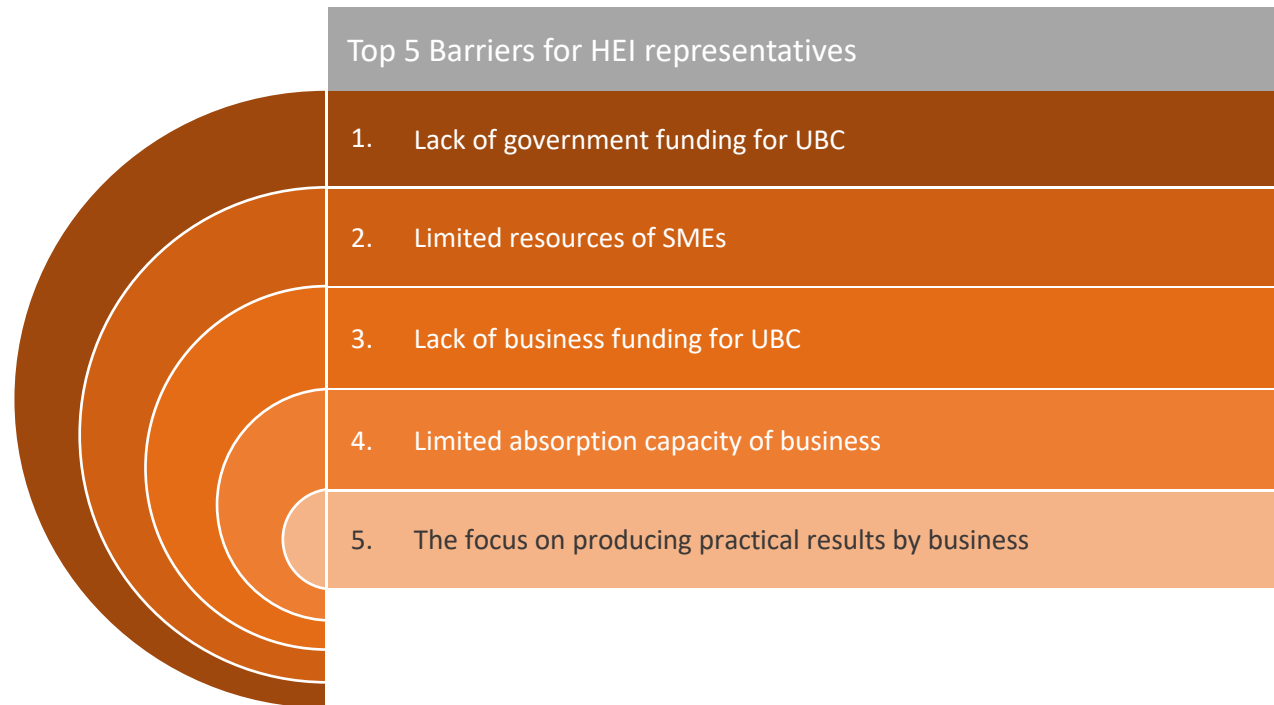 Top 5 Barriers for HEI representatives
1. Lack of government funding for UBC
2. Limited resources of SMEs
3. Lack of business funding for UBC
4. Limited absorption capacity of business
5. The focus on producing practical results by business